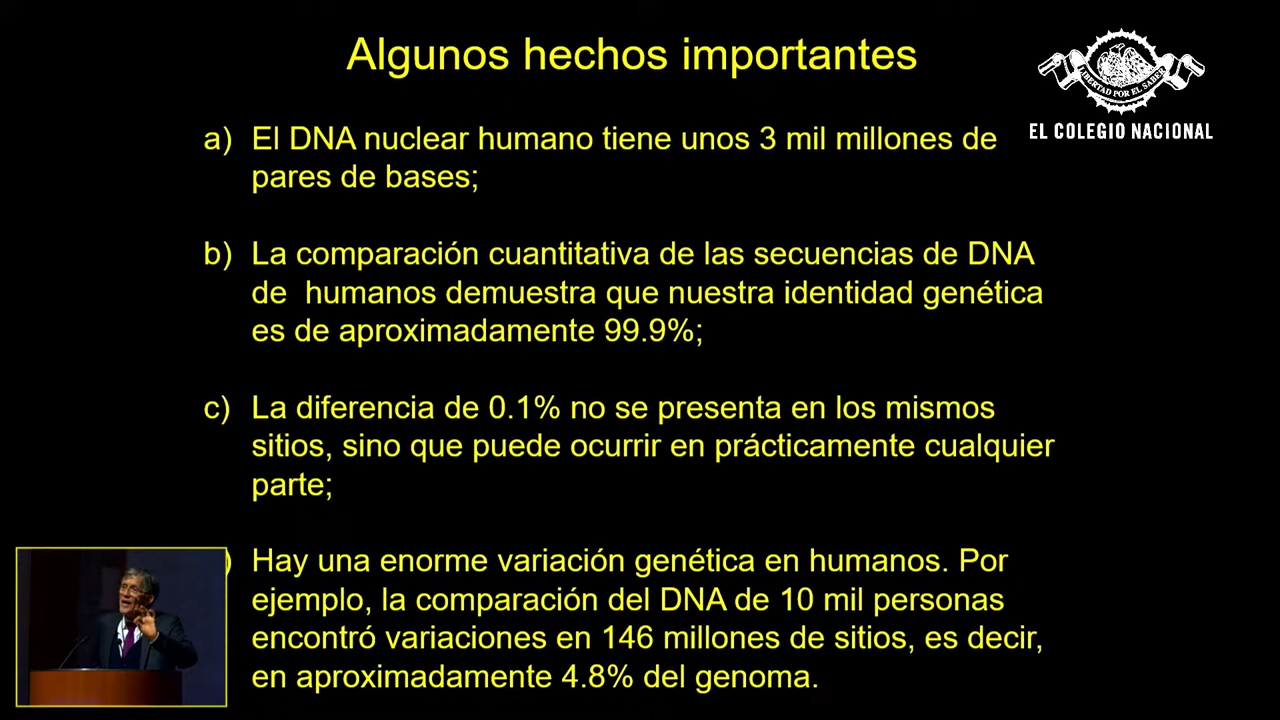 Algunos hechos importantes
LIBERTAD POR EL SABER
EL COLEGIO NACIONAL
a) El DNA nuclear humano tiene unos 3 mil millones de
pares de bases;
b) La comparación cuantitativa de las secuencias de DNA
de humanos demuestra que nuestra identidad genética
es de aproximadamente 99.9%;
c) La diferencia de 0.1% no se presenta en los mismos
sitios, sino que puede ocurrir en prácticamente cualquier
parte;
) Hay una enorme variación genética en humanos. Por
ejemplo, la comparación del DNA de 10 mil personas
encontró variaciones en 146 millones de sitios, es decir,
en aproximadamente 4.8% del genoma.